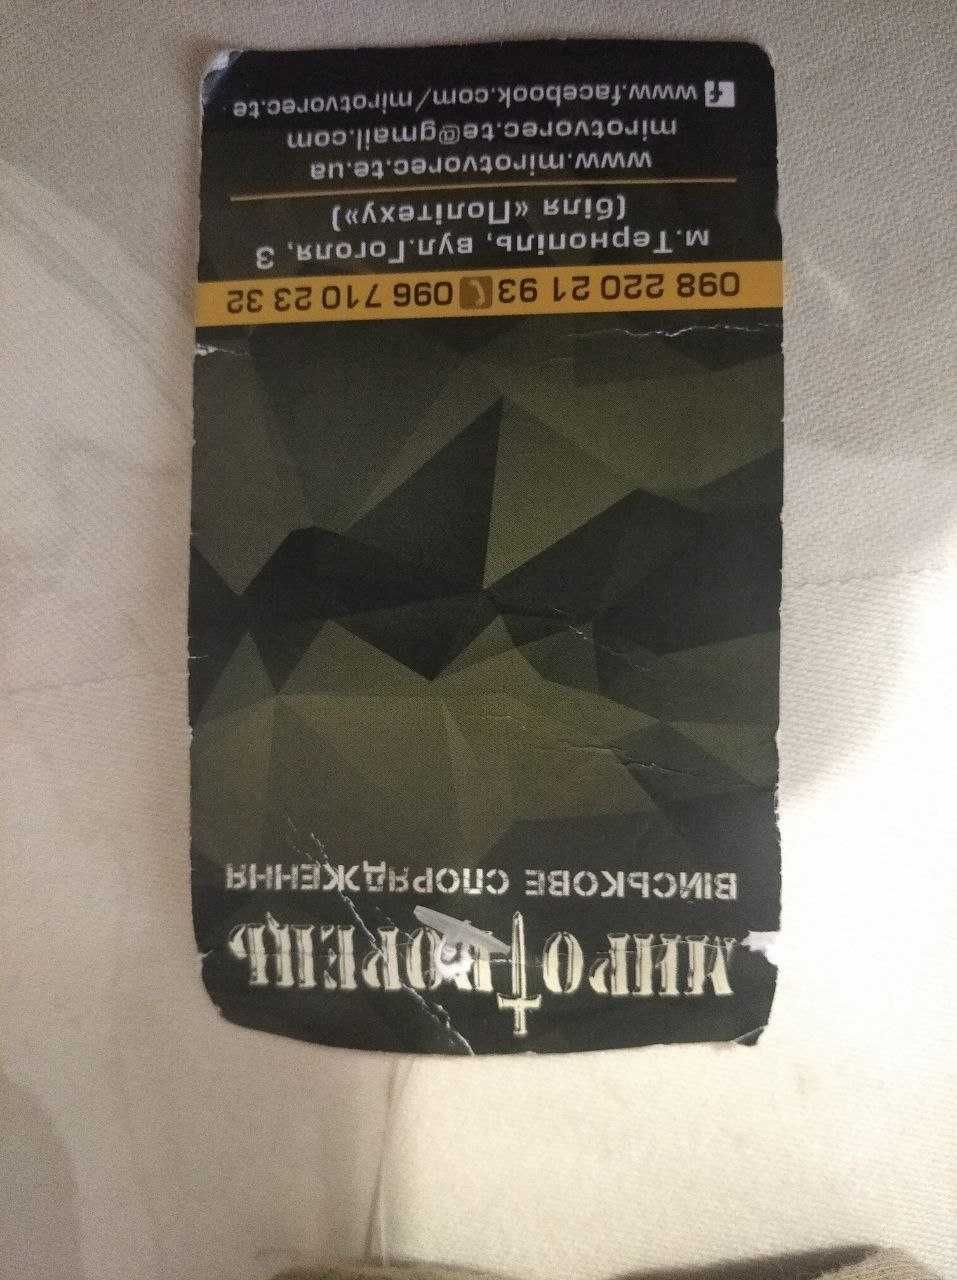 МИРОТВОРЕЦЬ
ВІЙСЬКОВЕ СПОРЯДЖЕННЯ
098 220 21 93 096 710 23 32
м.Тернопіль, вул.Гоголя, 3
(біля «Політеху»)
www.mirotvorec.te.ua
mirotvorec.te@gmail.com
www.facebook.com/mirotvorec.te